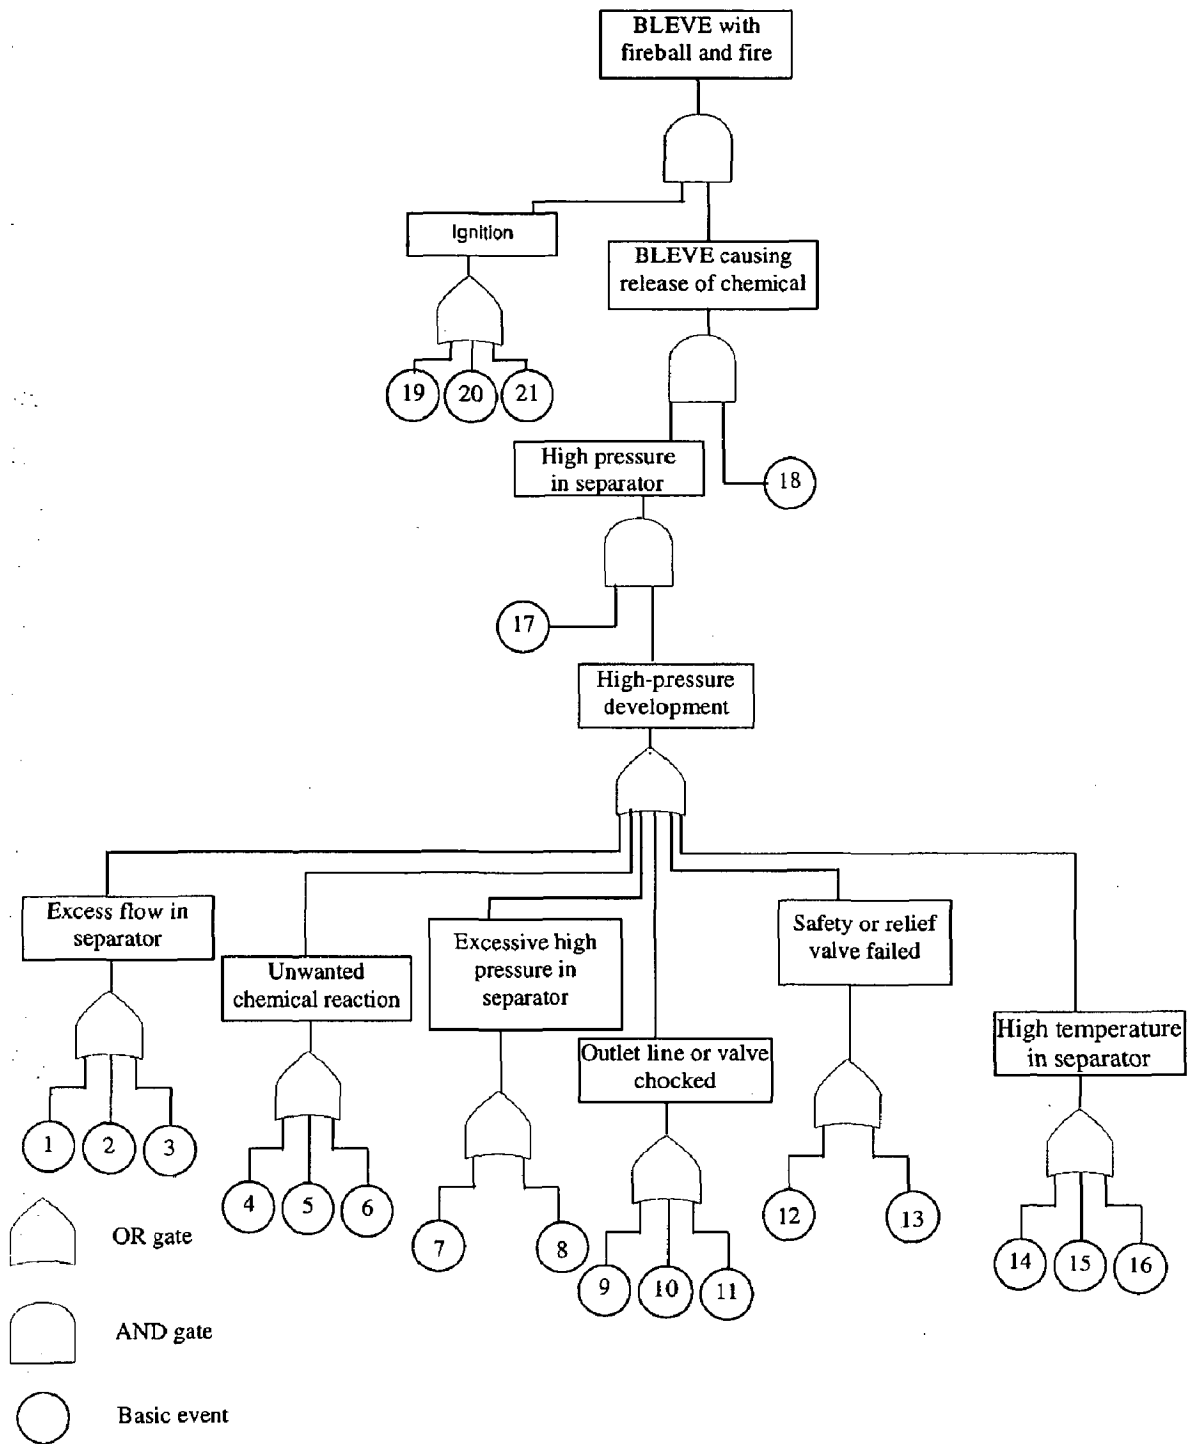 BLEVE with
fireball and fire
Ignition
BLEVE causing
release of chemical
19
20
21
High pressure
in separator
18
17
High-pressure
development
Excess flow in
separator
Unwanted
chemical reaction
Excessive high
pressure in
separator
Outlet line or valve
chocked
Safety or relief
valve failed
High temperature
in separator
1
2
3
4
5
6
7
8
9
10
11
12
13
14
15
16
OR gate
AND gate
Basic event